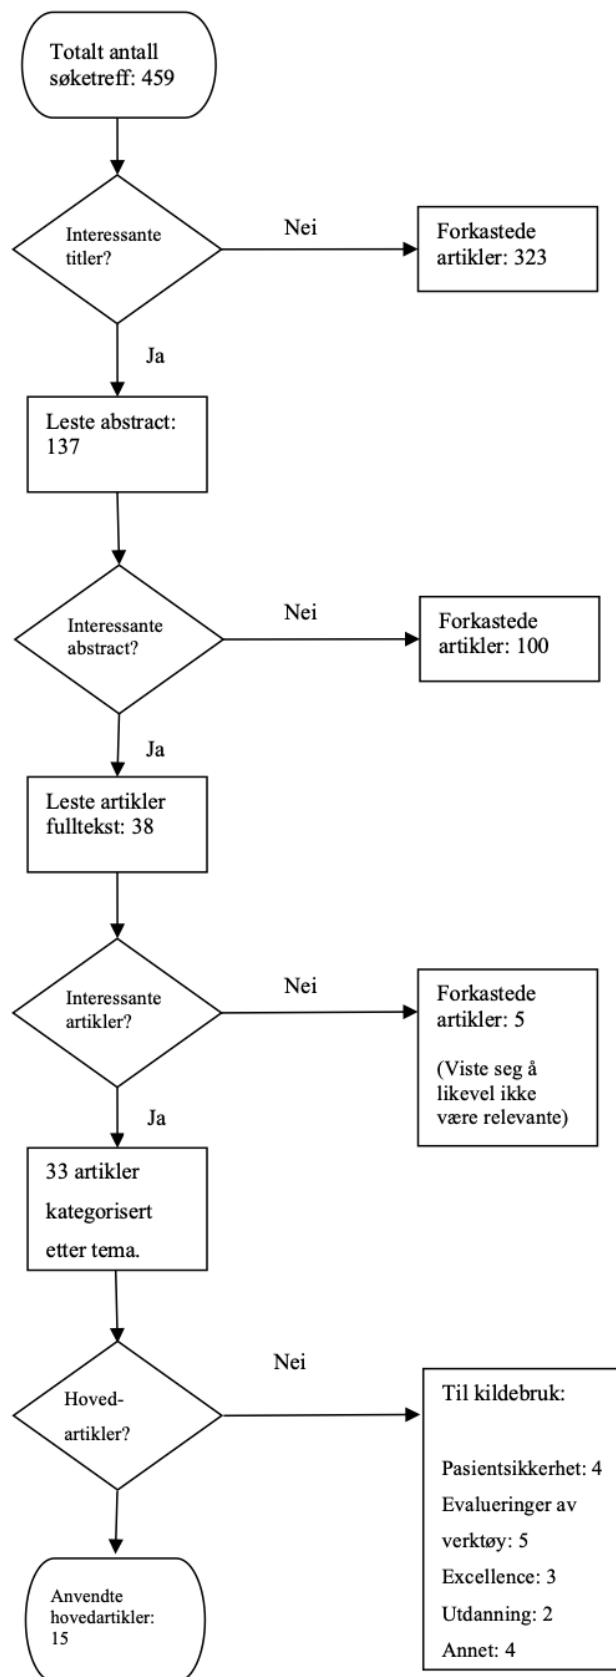 Totalt antall
søketreff: 459
Interessante
titler?
Nei
Forkastede
artikler: 323
Ja
Leste abstract:
137
Interessante
abstract?
Nei
Forkastede
artikler: 100
Ja
Leste artikler
fulltekst: 38
Interessante
artikler?
Nei
Forkastede
artikler: 5
(Viste seg å
likevel ikke
være relevante)
Ja
33 artikler
kategorisert
etter tema.
Hoved-
artikler?
Nei
Til kildebruk:
Pasientsikkerhet: 4
Evalueringer av
verktøy: 5
Excellence: 3
Utdanning: 2
Annet: 4
Anvendte
hovedartikler:
15